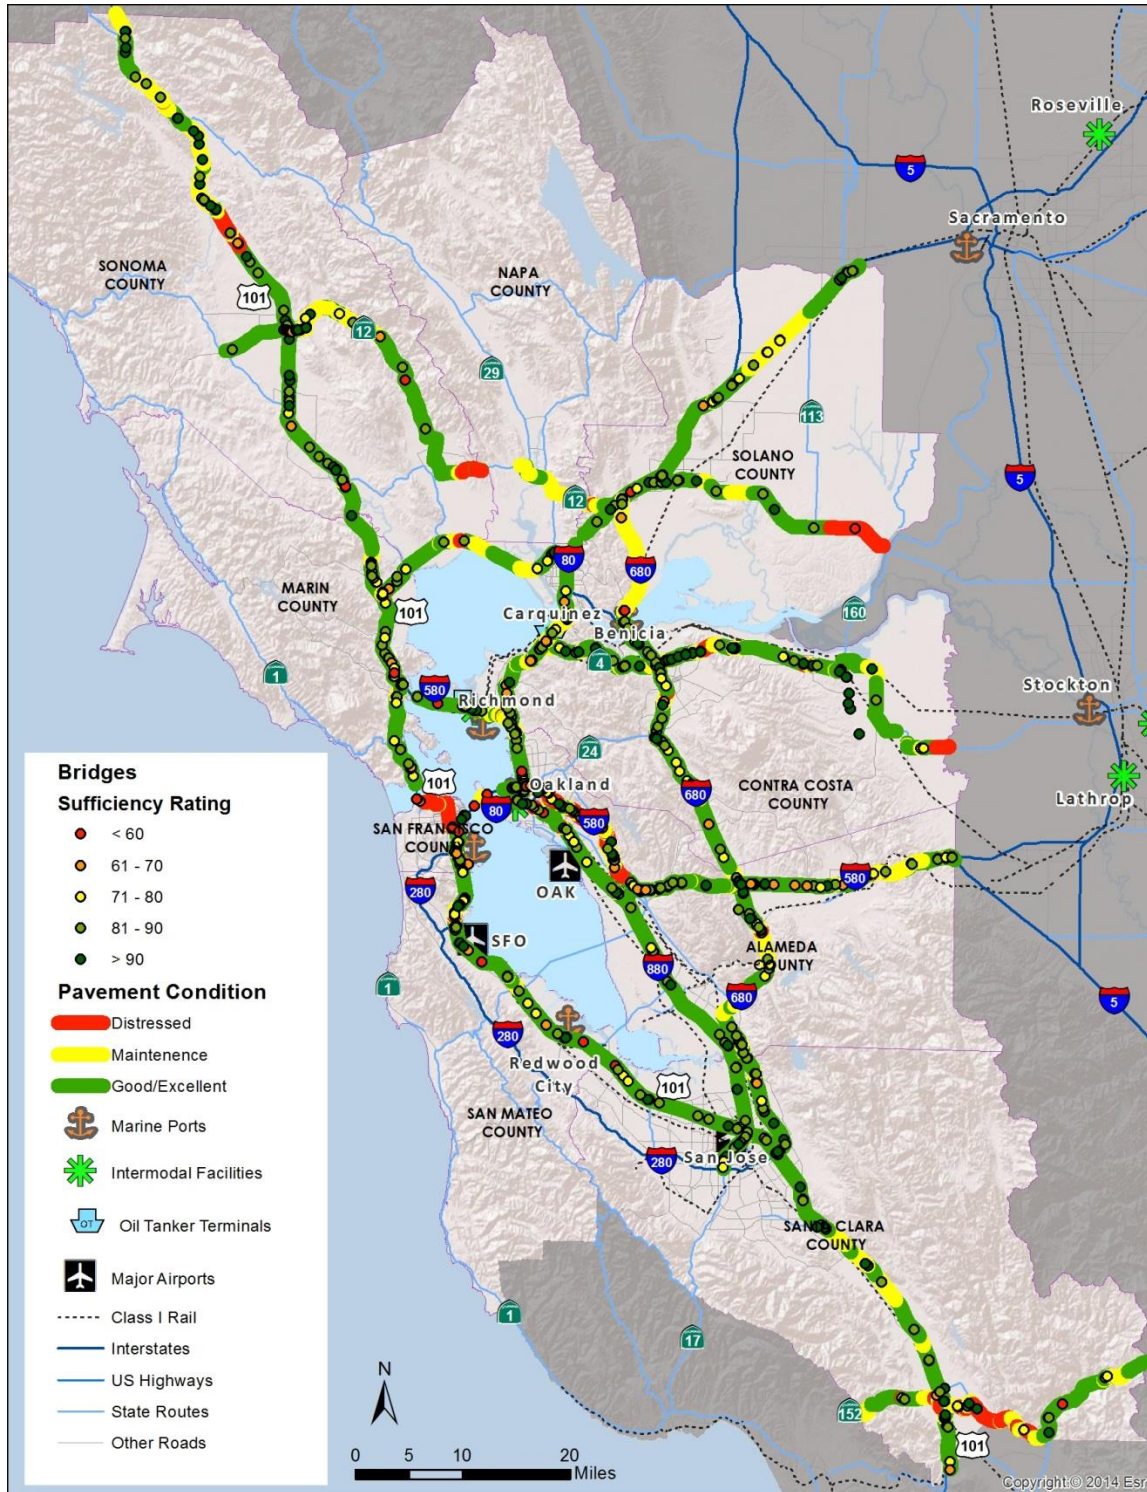 Roseville
5
Sacramento
SONOMA
COUNTY
NAPA
COUNTY
101
12
29
113
SOLANO
COUNTY
5
12
80
680
MARIN
COUNTY
101
Carquinez
Benicia
160
4
1
580
Richmond
Stockton
24
101
Oakland
680
CONTRA COSTA
COUNTY
Lathrop
80
580
SAN FRANCISCO
COUNTY
280
OAK
580
SFO
ALAMEDA
COUNTY
880
1
680
5
280
Redwood
City
101
SAN MATEO
COUNTY
San Jose
280
SANTA CLARA
COUNTY
1
17
152
101
Bridges
Sufficiency Rating
< 60
61 - 70
71 - 80
81 - 90
> 90
Pavement Condition
Distressed
Maintenence
Good/Excellent
Marine Ports
Intermodal Facilities
OT
Oil Tanker Terminals
Major Airports
Class I Rail
Interstates
US Highways
State Routes
Other Roads
N
0 5 10 20
Miles
Copyright:© 2014 Esr